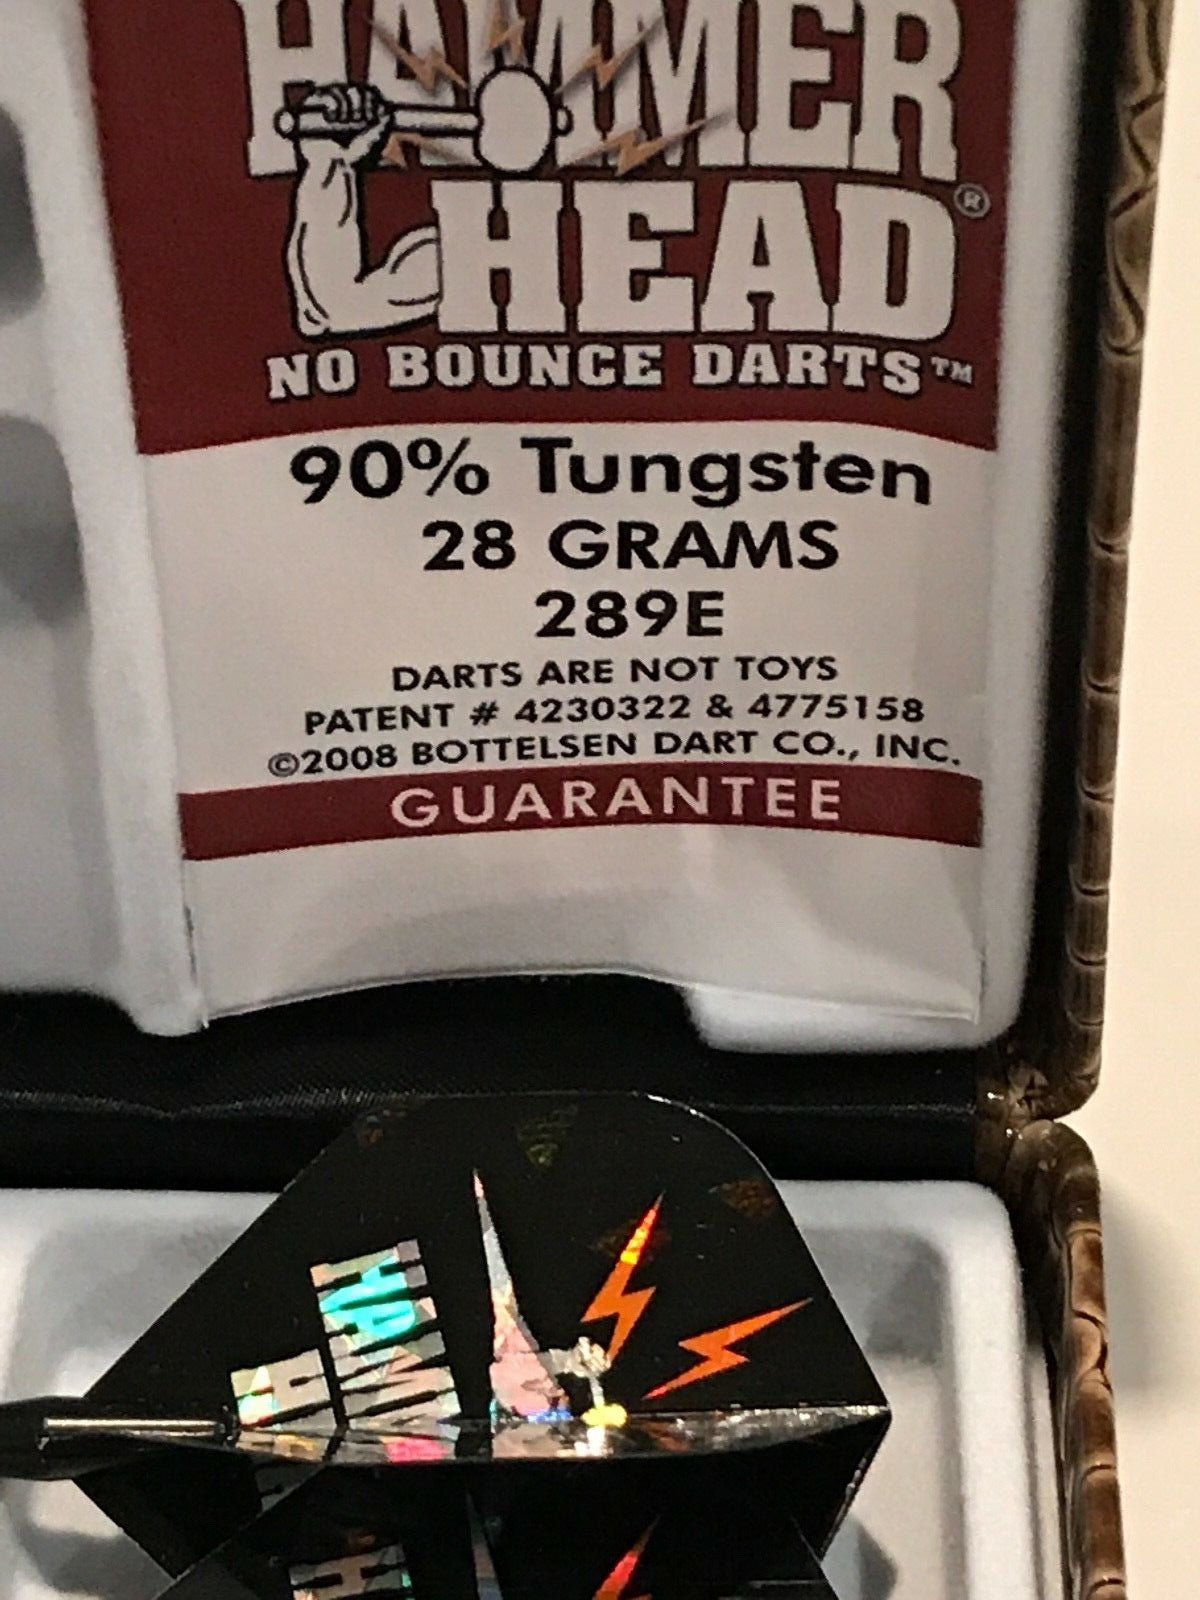 HAMMER
HEAD®
NO BOUNCE DARTS™
90% Tungsten
28 GRAMS
289E
DARTS ARE NOT TOYS
PATENT # 4230322 & 4775158
©2008 BOTTELSEN DART CO., INC.
GUARANTEE